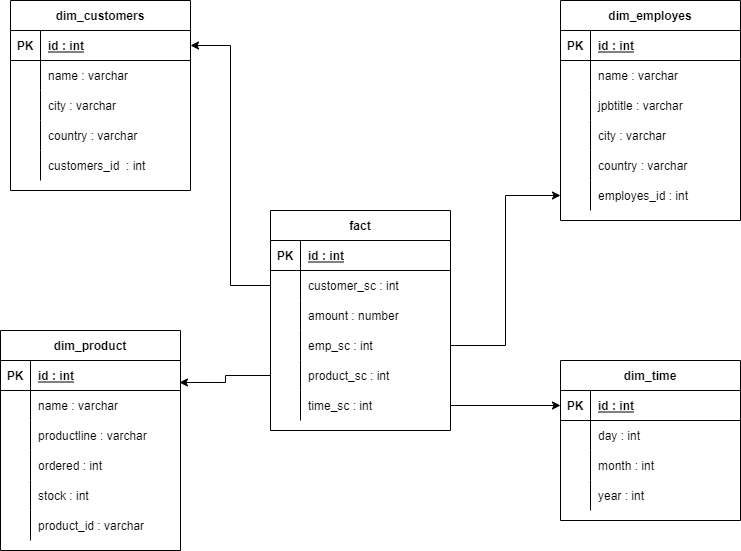 dim_customers
PK id : int
name : varchar
city : varchar
country : varchar
customers_id : int
dim_employes
PK id : int
name : varchar
jpbtitle : varchar
city : varchar
country : varchar
employes_id : int
fact
PK id : int
customer_sc : int
amount : number
emp_sc : int
product_sc : int
time_sc : int
dim_product
PK id : int
name : varchar
productline : varchar
ordered : int
stock : int
product_id : varchar
dim_time
PK id : int
day : int
month : int
year : int